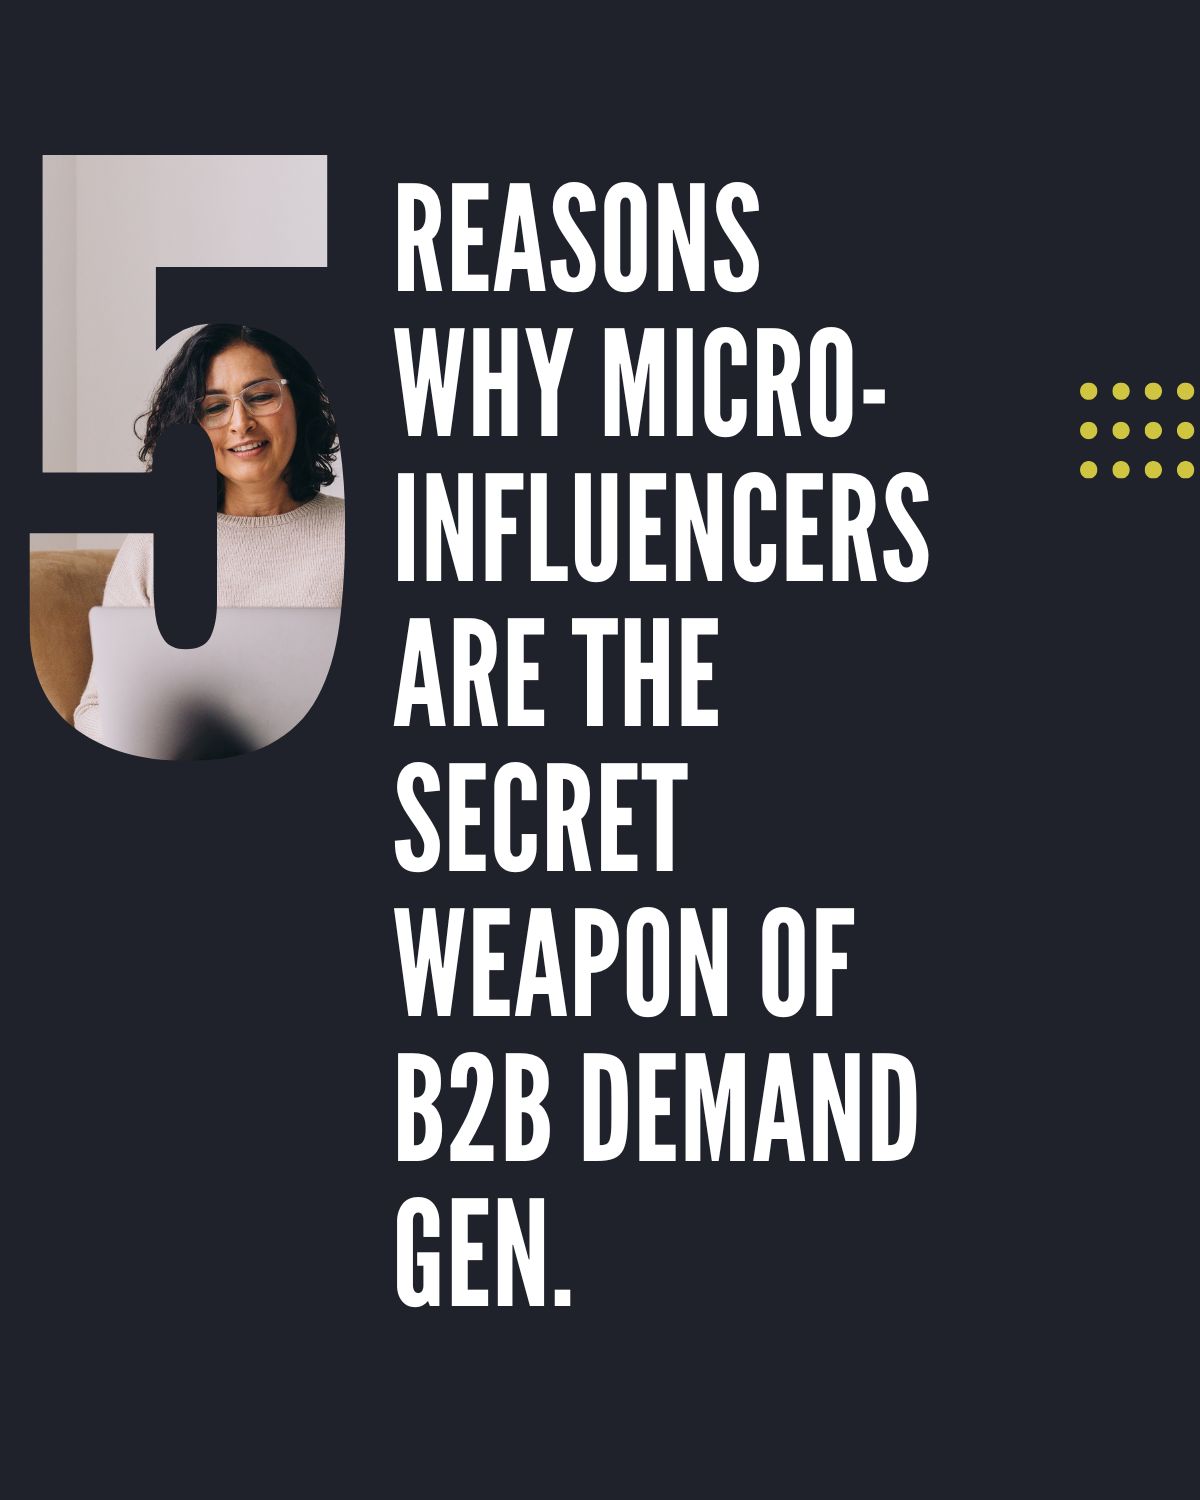 5
REASONS
WHY MICRO-
INFLUENCERS
ARE THE
SECRET
WEAPON OF
B2B DEMAND
GEN.